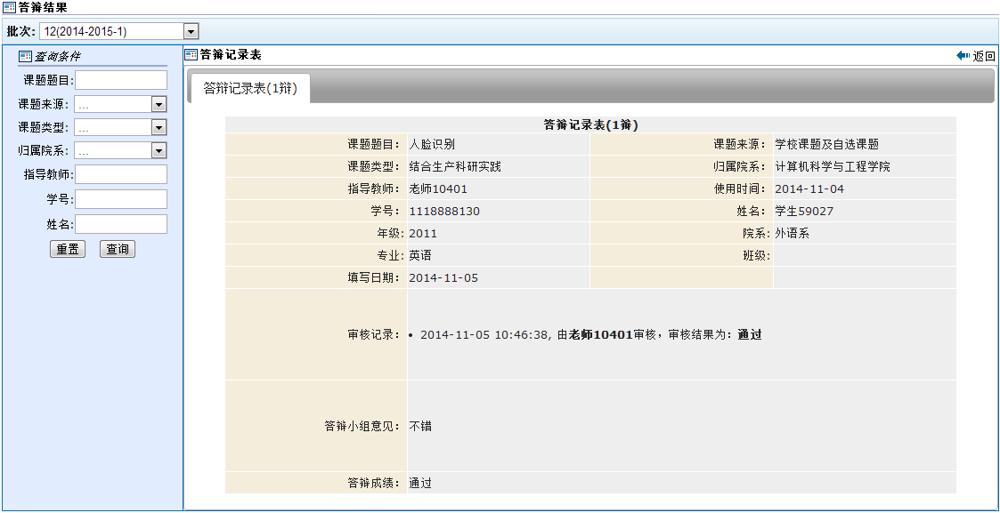 答辩结果
批次: 12(2014-2015-1)
查询条件
课题题目:
课题来源: ...
课题类型: ...
归属院系: ...
指导教师:
学号:
姓名:
重置 查询
答辩记录表 返回
答辩记录表(1辩)
答辩记录表(1辩)
课题题目: 人脸识别 课题来源: 学校课题及自选课题
课题类型: 结合生产科研实践 归属院系: 计算机科学与工程学院
指导教师: 老师10401 使用时间: 2014-11-04
学号: 1118888130 姓名: 学生59027
年级: 2011 院系: 外语系
专业: 英语 班级:
填写日期: 2014-11-05
审核记录: • 2014-11-05 10:46:38, 由老师10401审核，审核结果为: 通过
答辩小组意见: 不错
答辩成绩: 通过